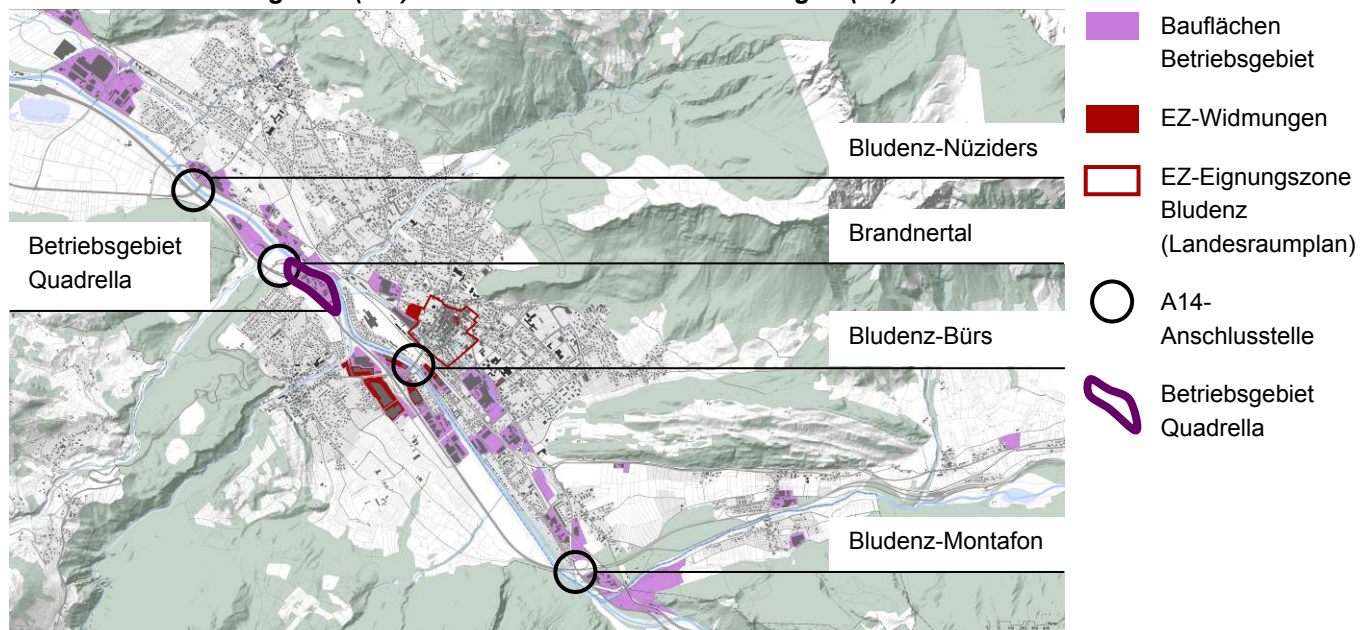 Bludenz-Nüziders
Brandnertal
Betriebsgebiet
Quadrella
Bludenz-Bürs
Bludenz-Montafon
Bauflächen
Betriebsgebiet
EZ-Widmungen
EZ-Eignungszone
Bludenz
(Landesraumplan)
A14-
Anschlusstelle
Betriebsgebiet
Quadrella